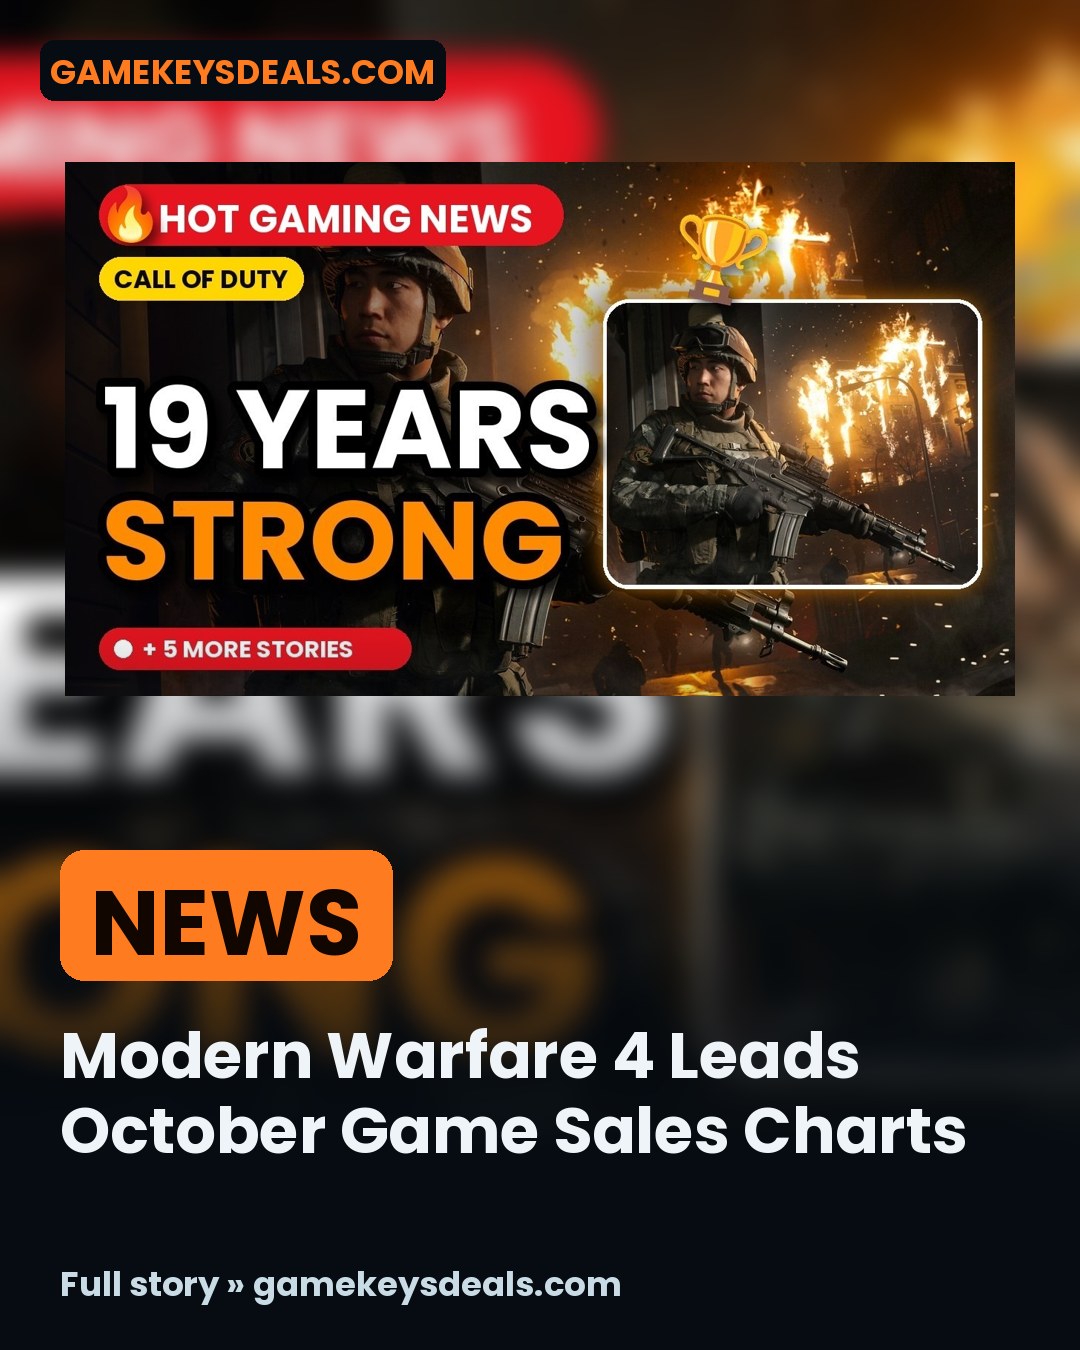 GAMEKEYSDEALS.COM
HOT GAMING NEWS
CALL OF DUTY
19 YEARS
STRONG
+ 5 MORE STORIES
NEWS
Modern Warfare 4 Leads
October Game Sales Charts
Full story » gamekeysdeals.com